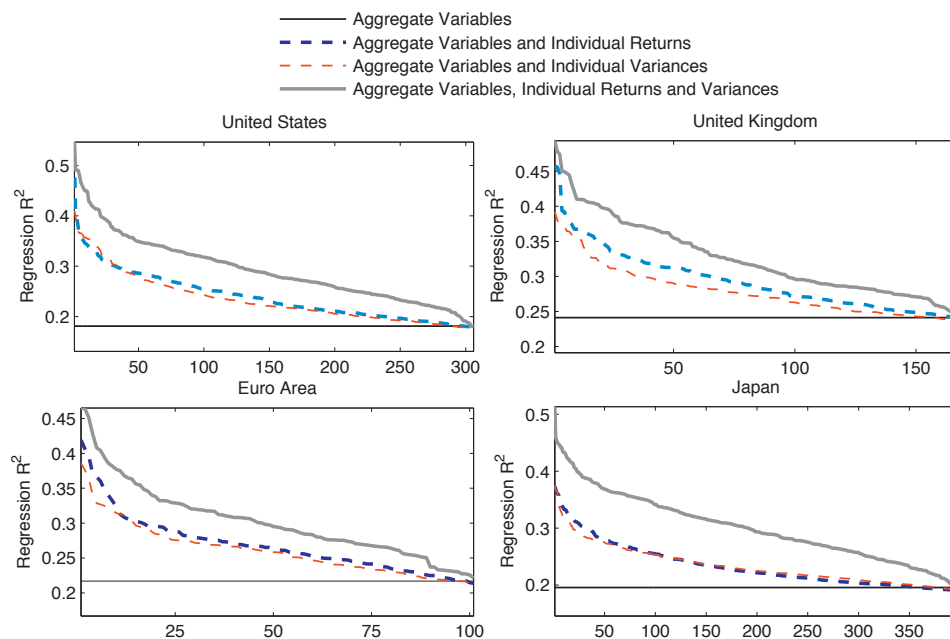 Aggregate Variables
Aggregate Variables and Individual Returns
Aggregate Variables and Individual Variances
Aggregate Variables, Individual Returns and Variances
United States
United Kingdom
Regression R²
0.5
0.4
0.3
0.2
50 100 150 200 250 300
Regression R²
0.45
0.4
0.35
0.3
0.25
0.2
50 100 150
Euro Area
Japan
Regression R²
0.45
0.4
0.35
0.3
0.25
0.2
25 50 75 100
Regression R²
0.5
0.4
0.3
0.2
50 100 150 200 250 300 350